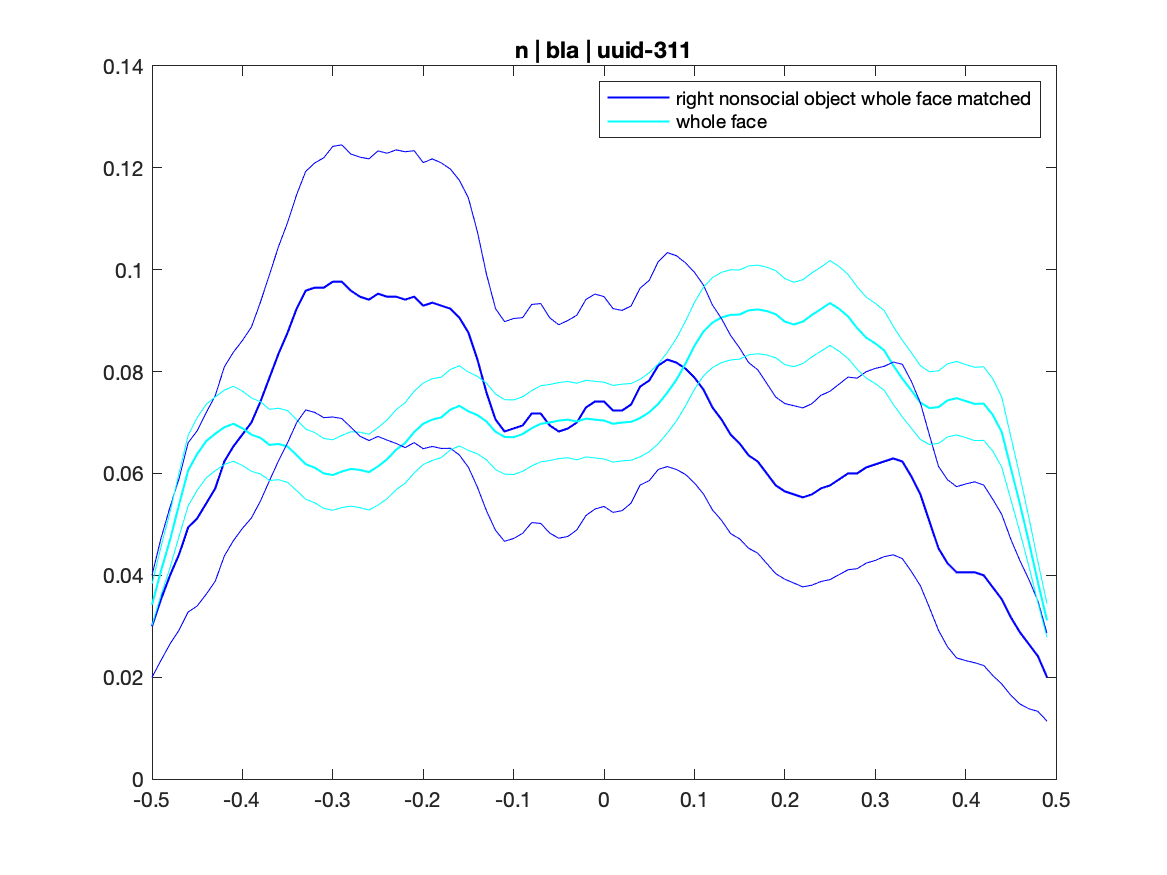 n | bla | uuid-311
right nonsocial object whole face matched
whole face
0.14
0.12
0.1
0.08
0.06
0.04
0.02
0
-0.5 -0.4 -0.3 -0.2 -0.1 0 0.1 0.2 0.3 0.4 0.5